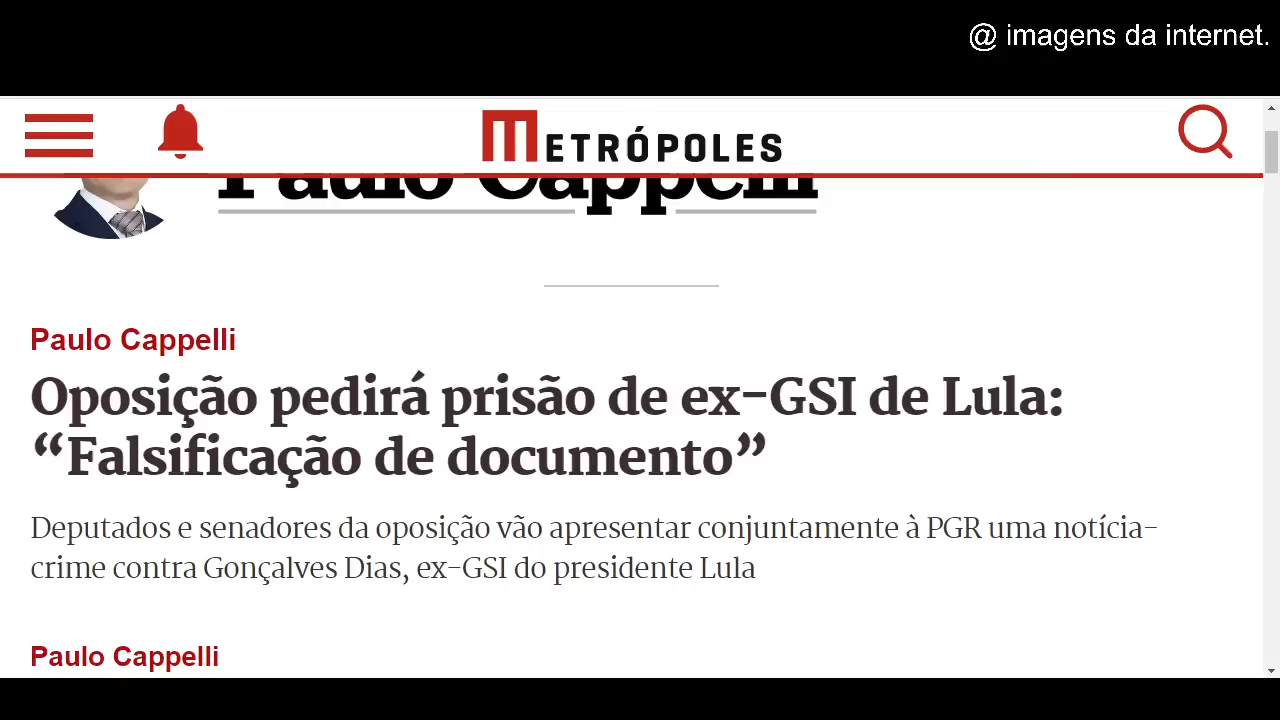 @ imagens da internet.
METRÓPOLES
Paulo Cappelli
Paulo Cappelli
Oposição pedirá prisão de ex-GSI de Lula:
“Falsificação de documento”
Deputados e senadores da oposição vão apresentar conjuntamente à PGR uma notícia-
crime contra Gonçalves Dias, ex-GSI do presidente Lula
Paulo Cappelli